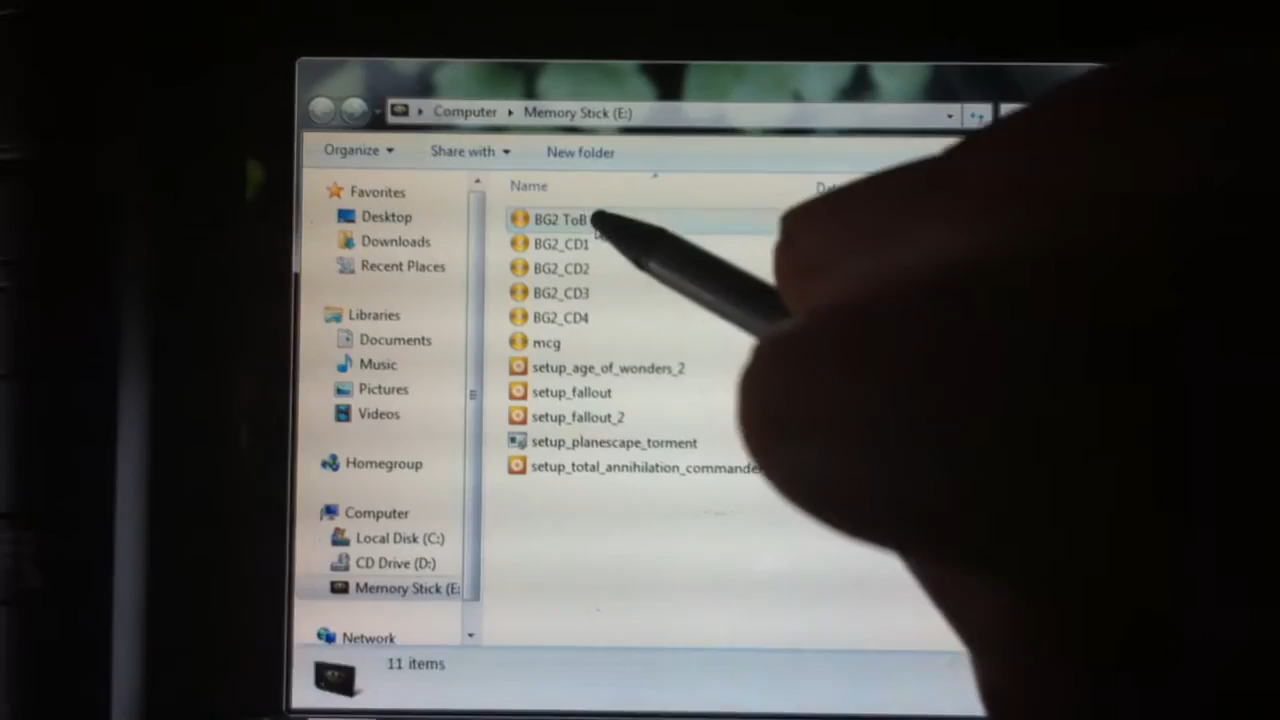 Computer Memory Stick (E:)
Organize Share with New folder
Favorites
Desktop
Downloads
Recent Places
Libraries
Documents
Music
Pictures
Videos
Homegroup
Computer
Local Disk (C:)
CD Drive (D:)
Memory Stick (E:
Network
Name
BG2 ToB
BG2_CD1
BG2_CD2
BG2_CD3
BG2_CD4
mcg
setup_age_of_wonders_2
setup_fallout
setup_fallout_2
setup_planescape_torment
setup_total_annihilation_commande
11 items